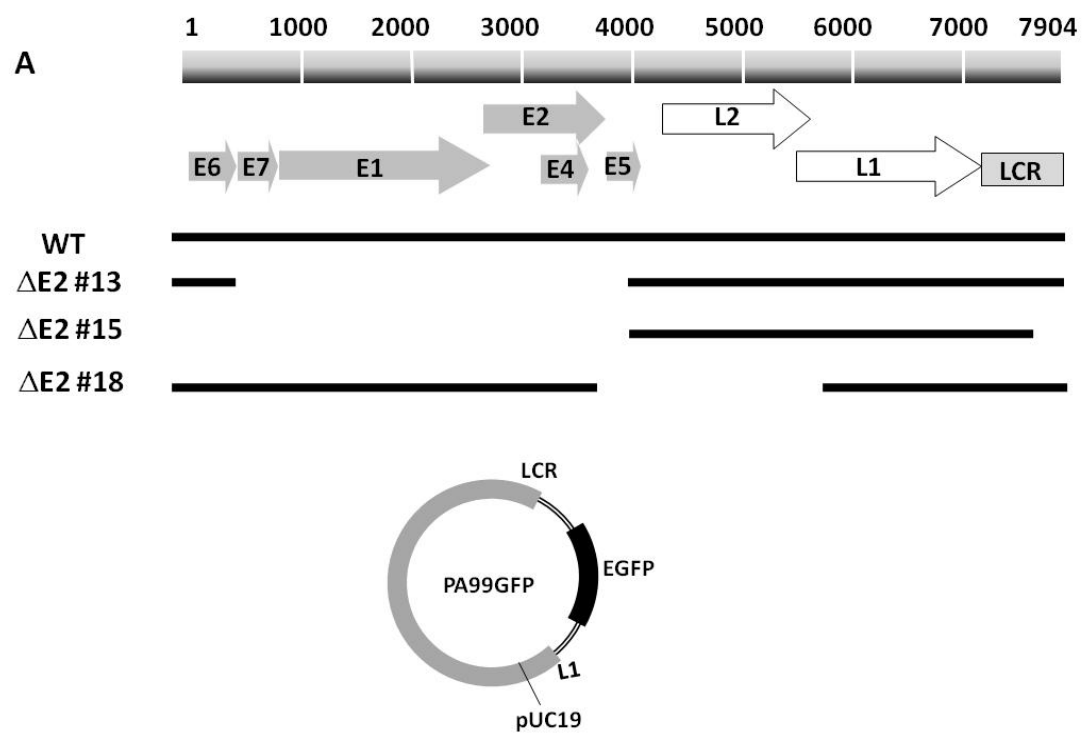 1 1000 2000 3000 4000 5000 6000 7000 7904
A
E2 L2
E6 E7 E1 E4 E5 L1 LCR
WT
ΔE2 #13
ΔE2 #15
ΔE2 #18
LCR
EGFP
PA99GFP
L1
pUC19